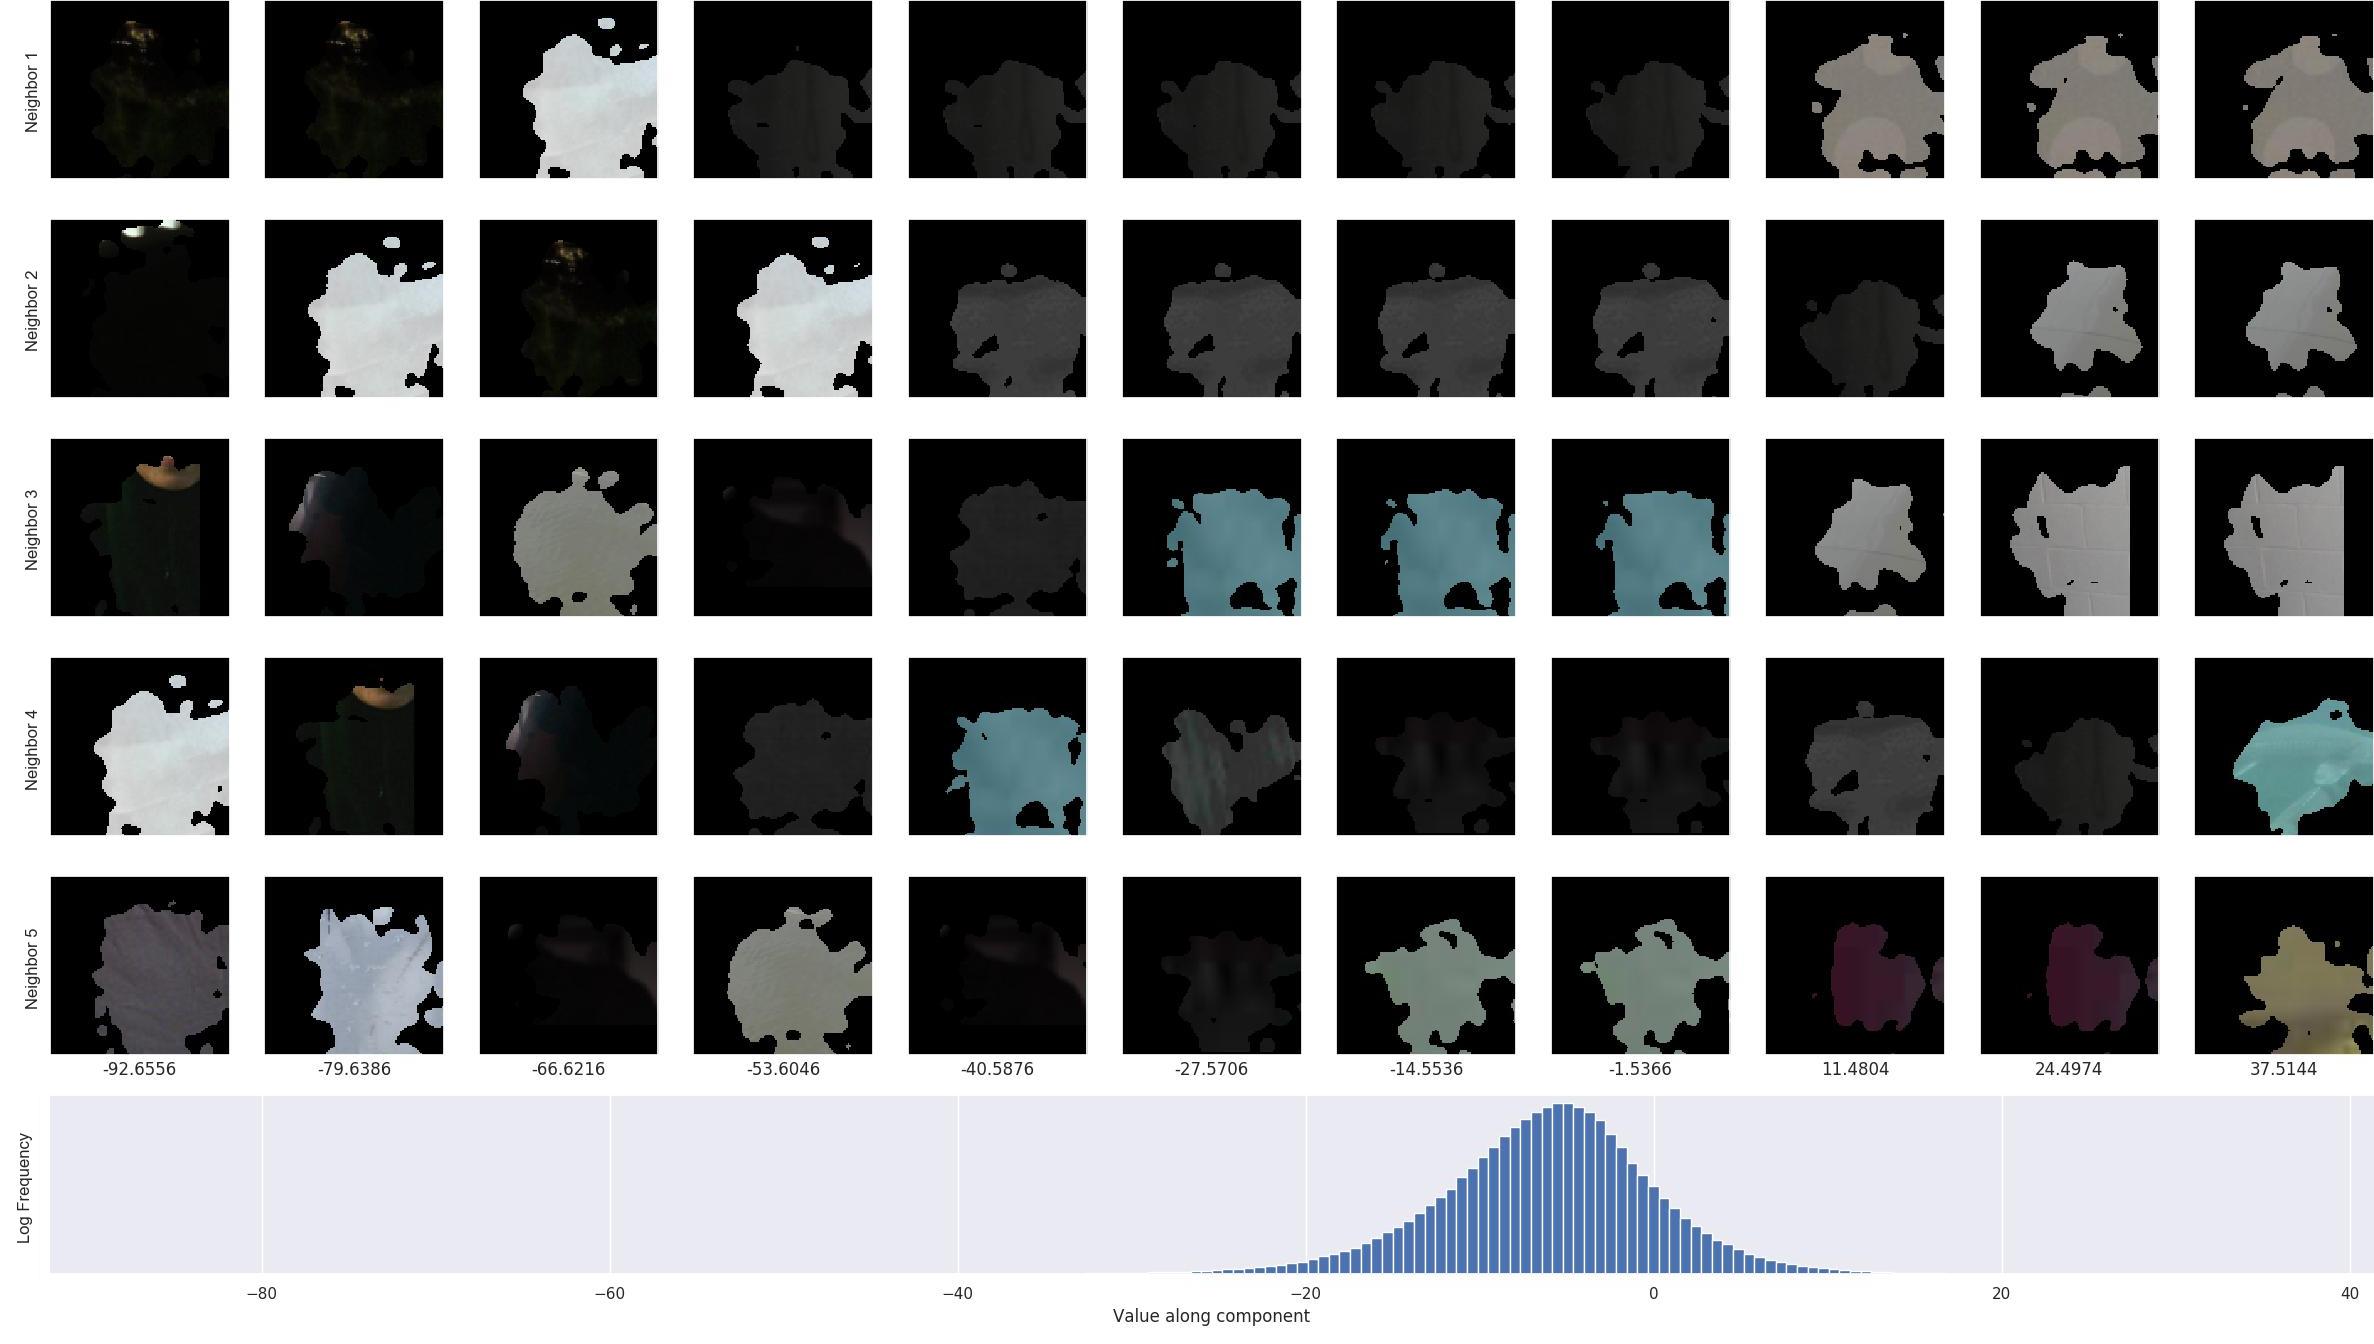 Neighbor 1
Neighbor 2
Neighbor 3
Neighbor 4
Neighbor 5
-92.6556 -79.6386 -66.6216 -53.6046 -40.5876 -27.5706 -14.5536 -1.5366 11.4804 24.4974 37.5144
Log Frequency
−80 −60 −40 −20 0 20 40
Value along component